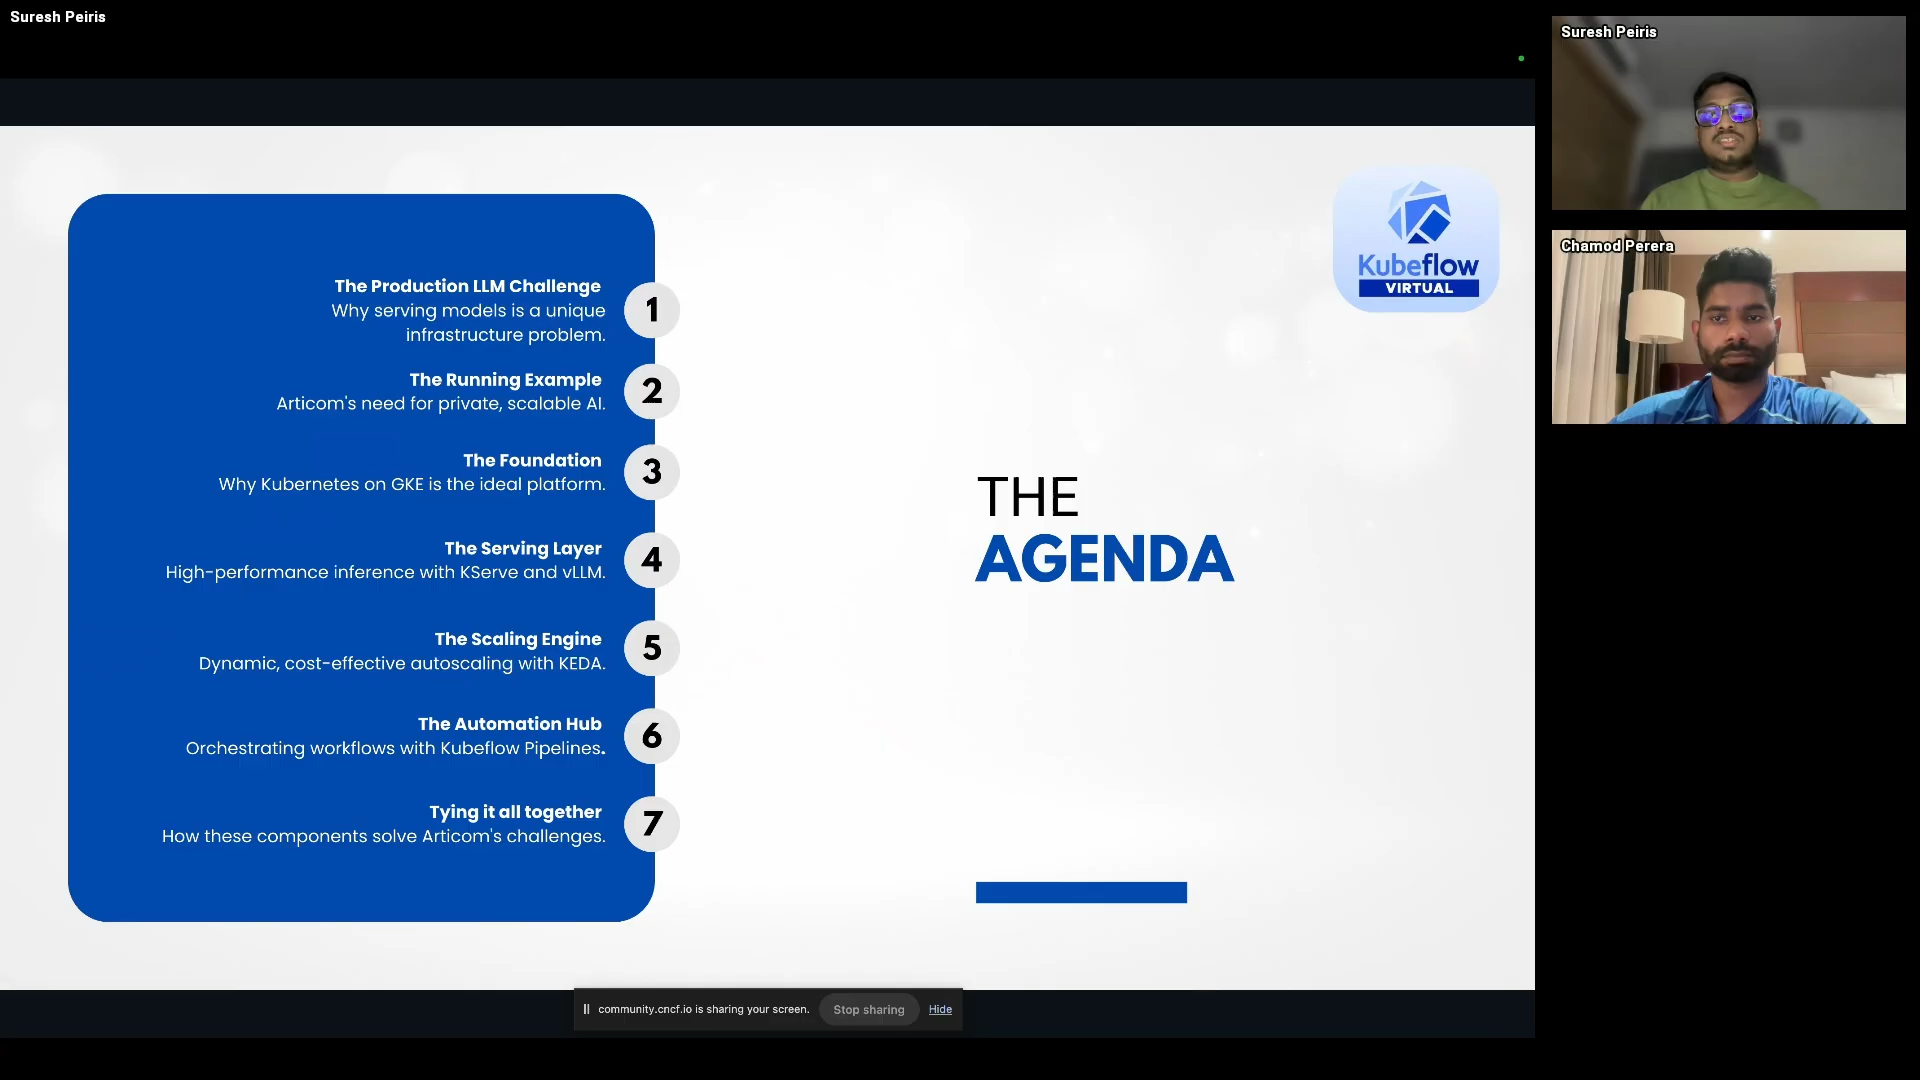 Suresh Peiris
The Production LLM Challenge
Why serving models is a unique
infrastructure problem.
1
The Running Example
Articom's need for private, scalable AI.
2
The Foundation
Why Kubernetes on GKE is the ideal platform.
3
The Serving Layer
High-performance inference with KServe and vLLM.
4
The Scaling Engine
Dynamic, cost-effective autoscaling with KEDA.
5
The Automation Hub
Orchestrating workflows with Kubeflow Pipelines.
6
Tying it all together
How these components solve Articom's challenges.
7
THE
AGENDA
Kubeflow
VIRTUAL
community.cncf.io is sharing your screen.
Stop sharing
Hide
Suresh Peiris
Chamod Perera